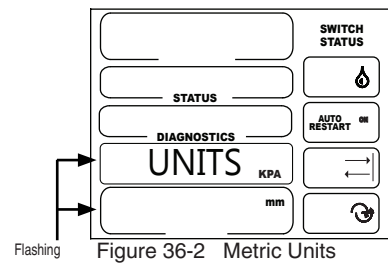 SWITCH
STATUS
STATUS
AUTO ON
RESTART
DIAGNOSTICS
UNITS KPA
mm
Flashing
Figure 36-2 Metric Units